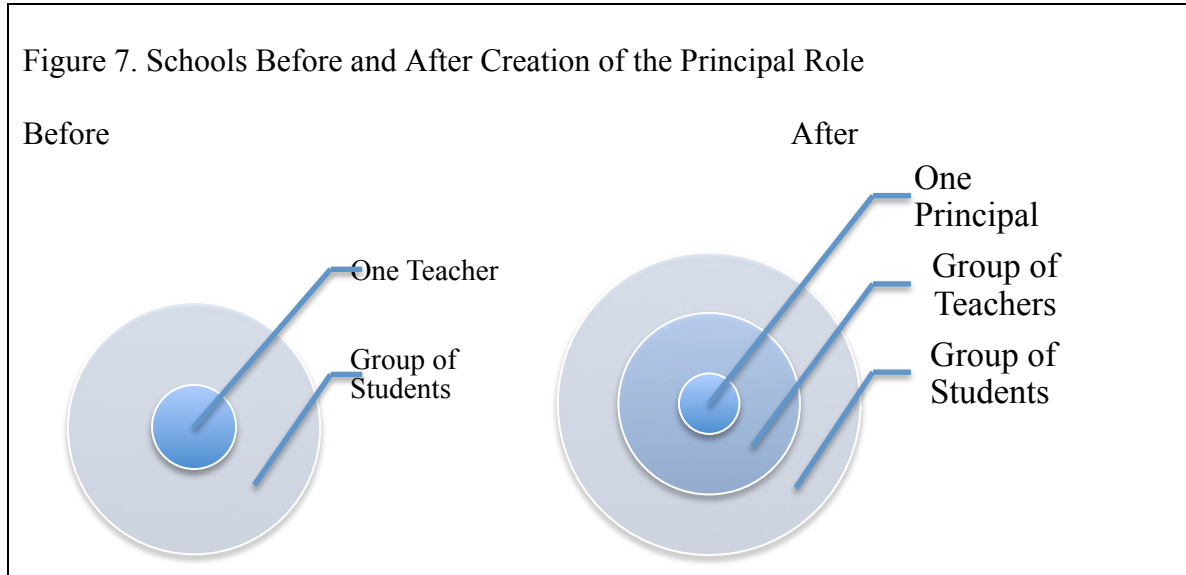 Figure 7. Schools Before and After Creation of the Principal Role
Before
After
One Teacher
Group of
Students
One
Principal
Group of
Teachers
Group of
Students